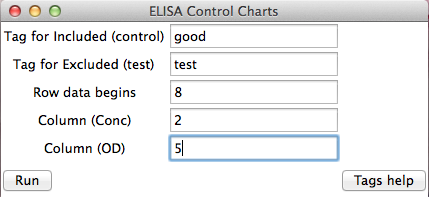 ELISA Control Charts
Tag for Included (control) good
Tag for Excluded (test) test
Row data begins 8
Column (Conc) 2
Column (OD) 5
Run Tags help